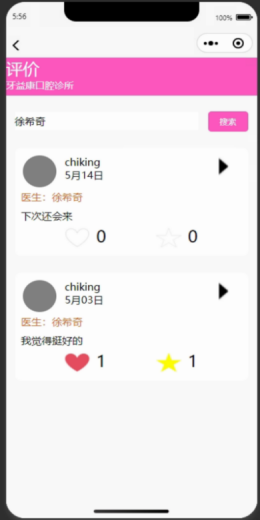 5:56
100%
评价
牙益康口腔诊所
徐希奇
搜索
chiking
5月14日
医生：徐希奇
下次还会来
0 0
chiking
5月03日
医生：徐希奇
我觉得挺好的
1 1